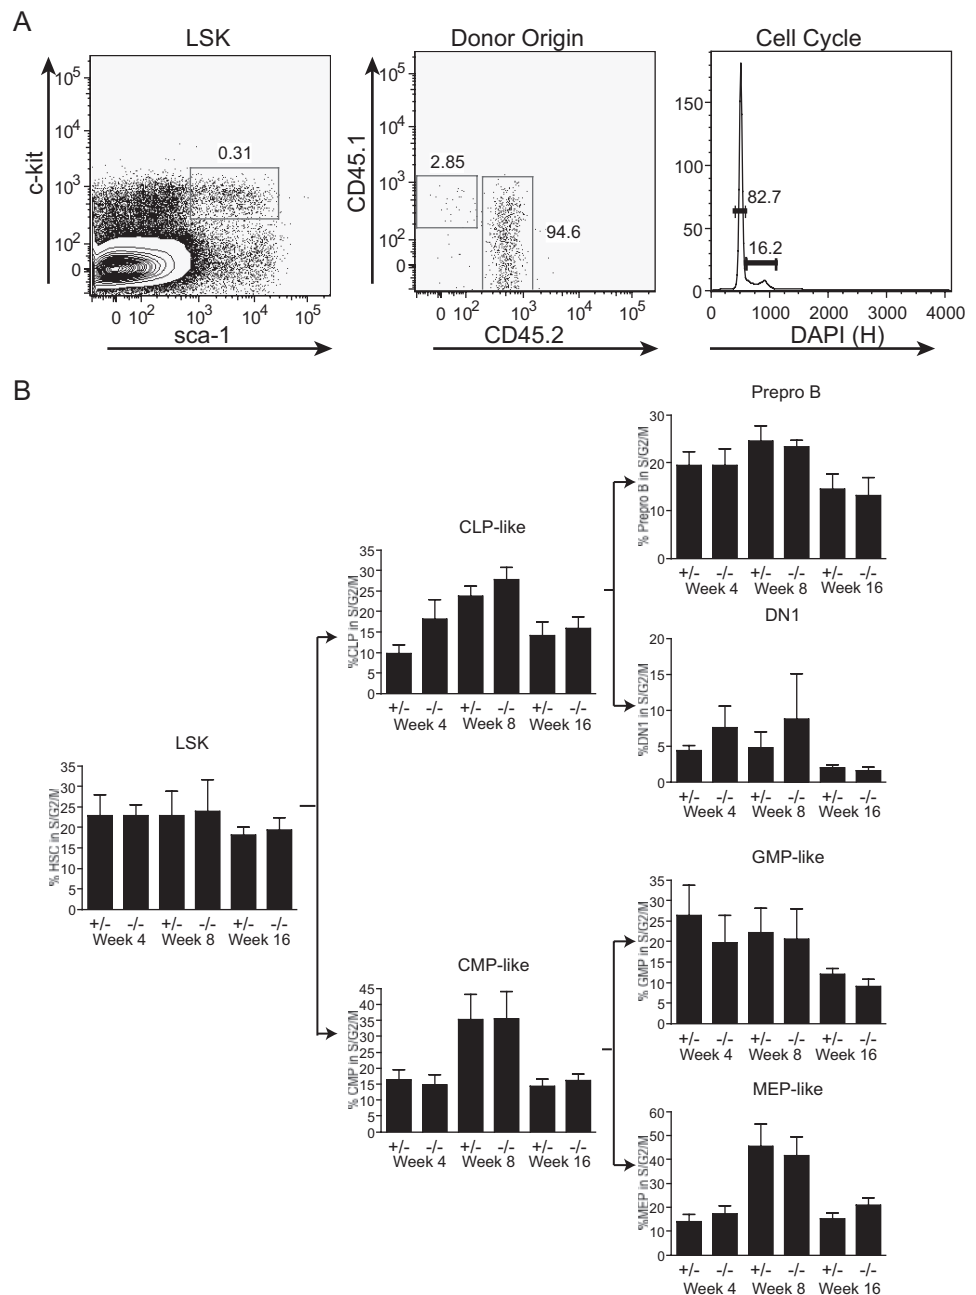 A
LSK
Donor Origin
Cell Cycle
c-kit
10^5
10^4
10^3
10^2
0
0.31
0 10^2 10^3 10^4 10^5
sca-1
CD45.1
10^5
10^4
10^3
10^2
0
2.85
94.6
0 10^2 10^3 10^4 10^5
CD45.2
150
100
50
0
82.7
16.2
0 1000 2000 3000 4000
DAPI (H)
B
Prepro B
% Prepro B in S/G2/M
30
20
10
0
+/- -/- +/- -/- +/- -/-
Week 4 Week 8 Week 16
CLP-like
%CLP in S/G2/M
35
30
25
20
15
10
5
0
+/- -/- +/- -/- +/- -/-
Week 4 Week 8 Week 16
DN1
%DN1 in S/G2/M
20
15
10
5
0
+/- -/- +/- -/- +/- -/-
Week 4 Week 8 Week 16
LSK
% HSC in S/G2/M
35
30
25
20
15
10
5
0
+/- -/- +/- -/- +/- -/-
Week 4 Week 8 Week 16
GMP-like
% GMP in S/G2/M
35
30
25
20
15
10
5
0
+/- -/- +/- -/- +/- -/-
Week 4 Week 8 Week 16
CMP-like
% CMP in S/G2/M
45
40
35
30
25
20
15
10
5
0
+/- -/- +/- -/- +/- -/-
Week 4 Week 8 Week 16
MEP-like
%MEP in S/G2/M
60
50
40
30
20
10
0
+/- -/- +/- -/- +/- -/-
Week 4 Week 8 Week 16